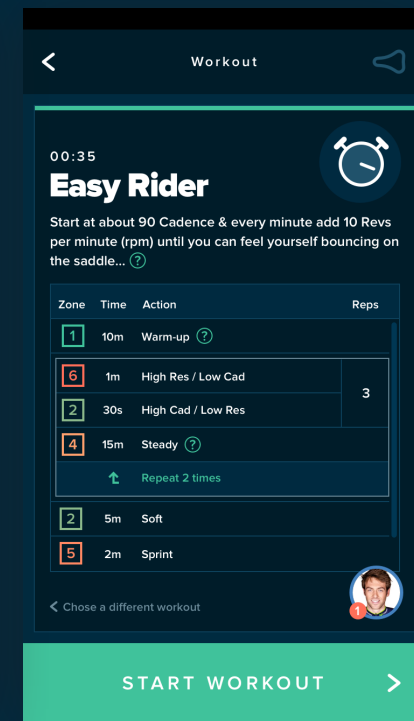 Workout
00:35
Easy Rider
Start at about 90 Cadence & every minute add 10 Revs
per minute (rpm) until you can feel yourself bouncing on
the saddle... ?
Zone Time Action Reps
1 10m Warm-up ?
6 1m High Res / Low Cad
3
2 30s High Cad / Low Res
4 15m Steady ?
Repeat 2 times
2 5m Soft
5 2m Sprint
1
Chose a different workout
START WORKOUT